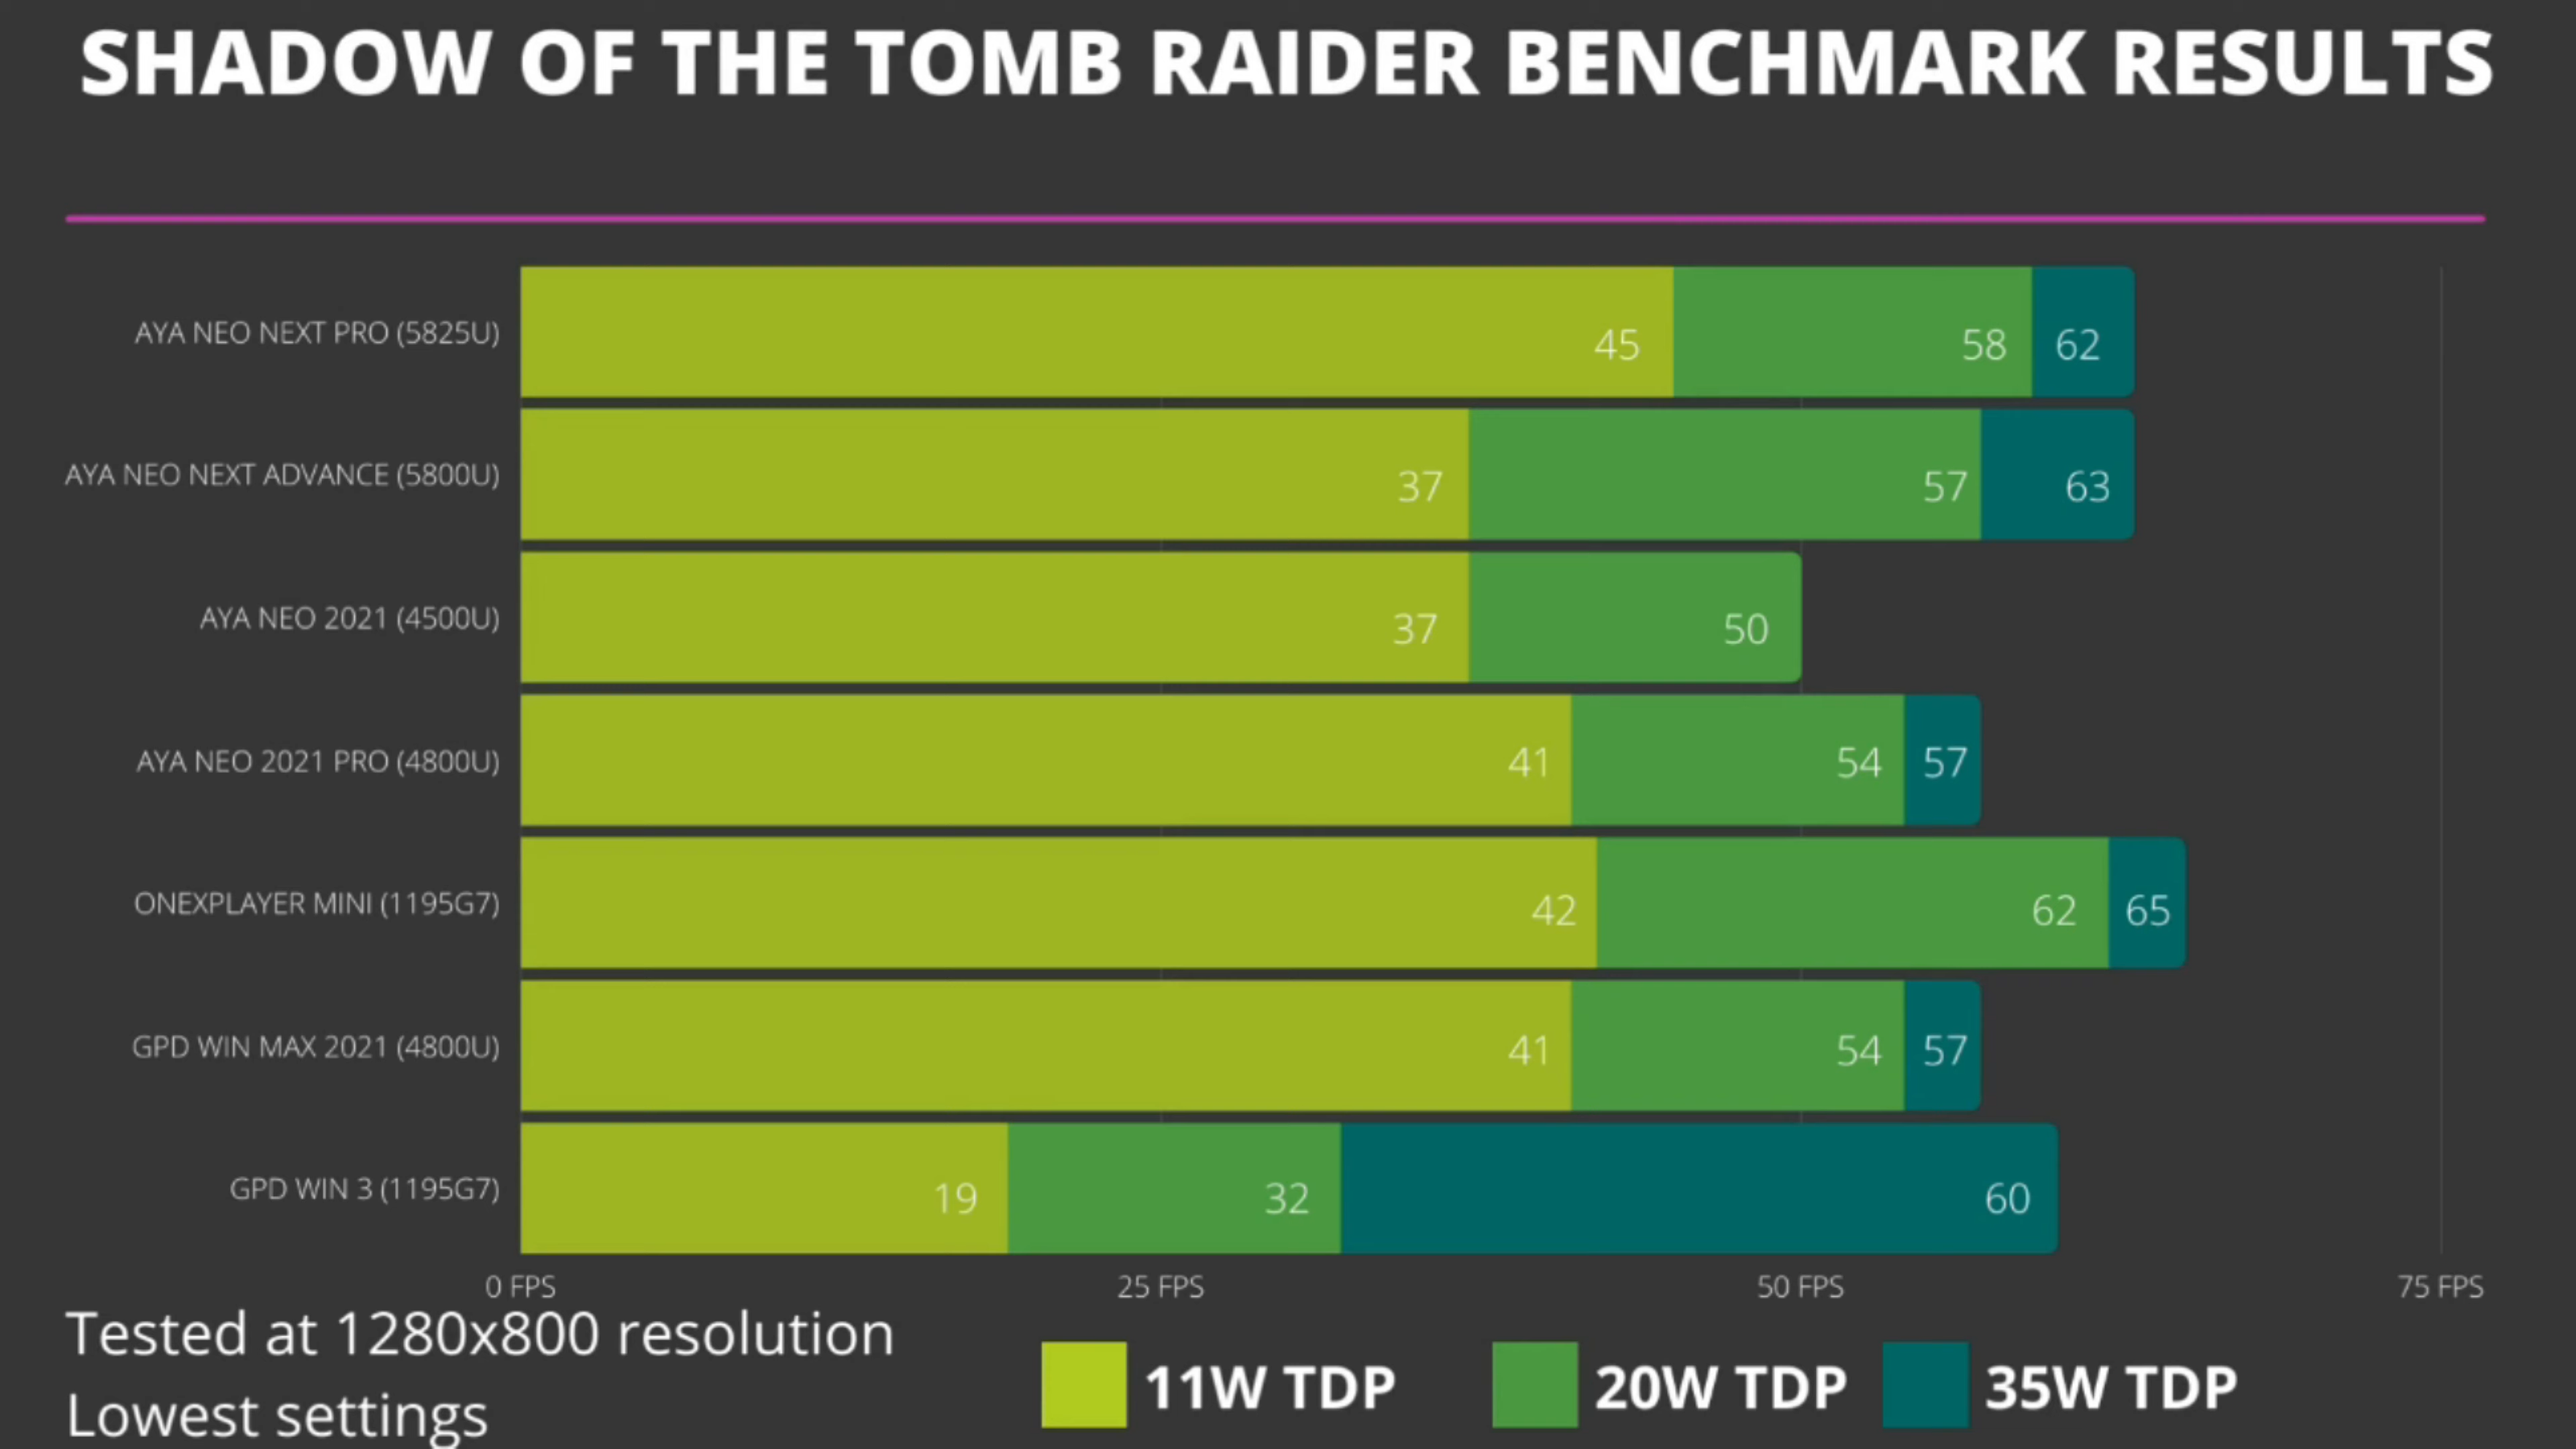 SHADOW OF THE TOMB RAIDER BENCHMARK RESULTS
AYA NEO NEXT PRO (5825U) 45 58 62
AYA NEO NEXT ADVANCE (5800U) 37 57 63
AYA NEO 2021 (4500U) 37 50
AYA NEO 2021 PRO (4800U) 41 54 57
ONEXPLAYER MINI (1195G7) 42 62 65
GPD WIN MAX 2021 (4800U) 41 54 57
GPD WIN 3 (1195G7) 19 32 60
0 FPS 25 FPS 50 FPS 75 FPS
Tested at 1280x800 resolution
Lowest settings
11W TDP 20W TDP 35W TDP